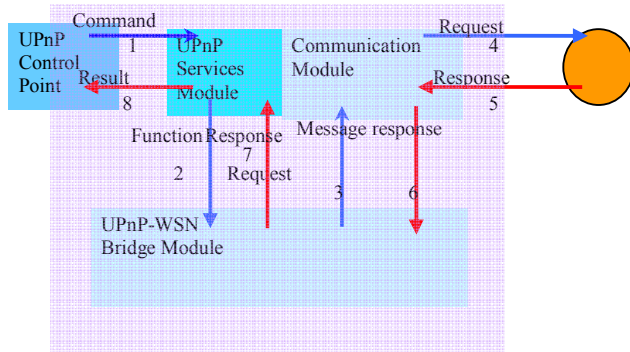 Command
1
UPnP
Control
Point
UPnP
Services
Module
Communication
Module
Request
4
Result
8
Response
5
Function Response
Message response
7
2
Request
3
6
UPnP-WSN
Bridge Module